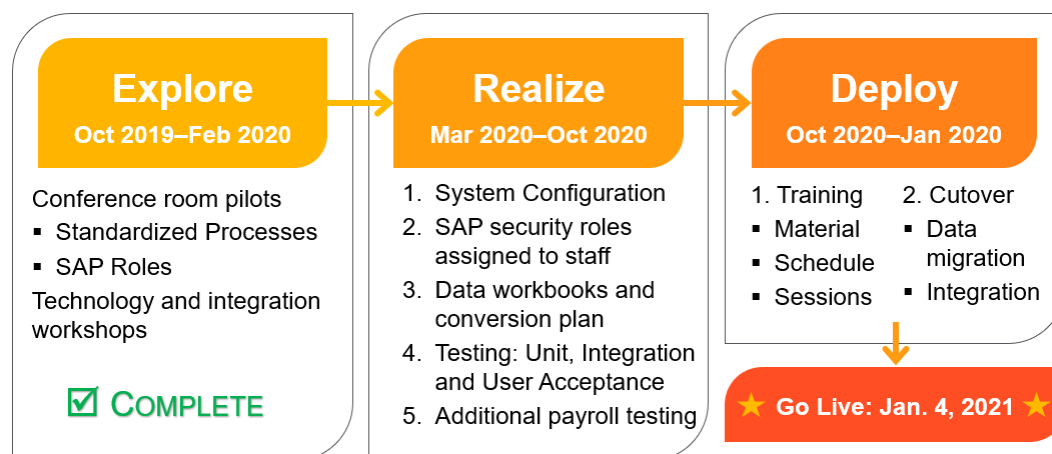 Explore
Oct 2019–Feb 2020
Conference room pilots
▪ Standardized Processes
▪ SAP Roles
Technology and integration
workshops
☑ COMPLETE
Realize
Mar 2020–Oct 2020
1. System Configuration
2. SAP security roles
assigned to staff
3. Data workbooks and
conversion plan
4. Testing: Unit, Integration
and User Acceptance
5. Additional payroll testing
Deploy
Oct 2020–Jan 2020
1. Training
▪ Material
▪ Schedule
▪ Sessions
2. Cutover
▪ Data
migration
▪ Integration
★ Go Live: Jan. 4, 2021 ★